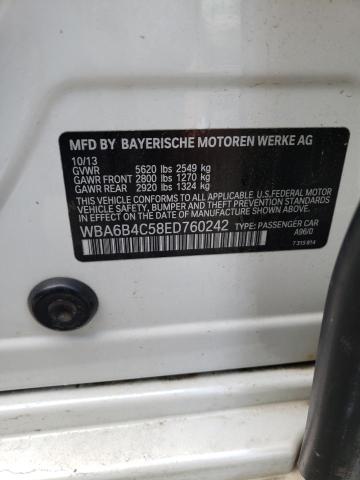 MFD BY BAYERISCHE MOTOREN WERKE AG
10/13
GVWR 5620 lbs 2549 kg
GAWR FRONT 2800 lbs 1270 kg
GAWR REAR 2920 lbs 1324 kg
THIS VEHICLE CONFORMS TO ALL APPLICABLE U.S.FEDERAL MOTOR
VEHICLE SAFETY, BUMPER AND THEFT PREVENTION STANDARDS
IN EFFECT ON THE DATE OF MANUFACTURE SHOWN ABOVE.
WBA6B4C58ED760242 TYPE: PASSENGER CAR
A96/0
7 315 814